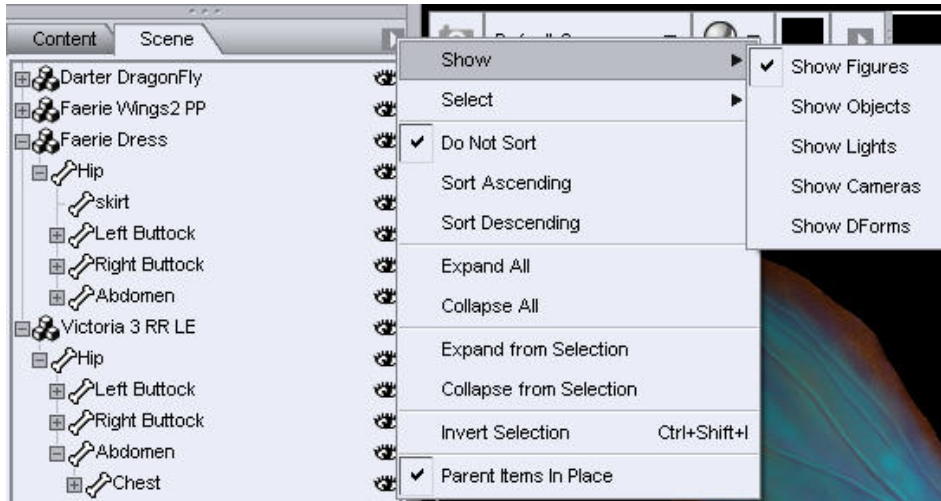 Content Scene
Darter DragonFly
Faerie Wings2 PP
Faerie Dress
Hip
skirt
Left Buttock
Right Buttock
Abdomen
Victoria 3 RR LE
Hip
Left Buttock
Right Buttock
Abdomen
Chest
Show
Select
Do Not Sort
Sort Ascending
Sort Descending
Expand All
Collapse All
Expand from Selection
Collapse from Selection
Invert Selection Ctrl+Shift+I
Parent Items In Place
Show Figures
Show Objects
Show Lights
Show Cameras
Show DForms